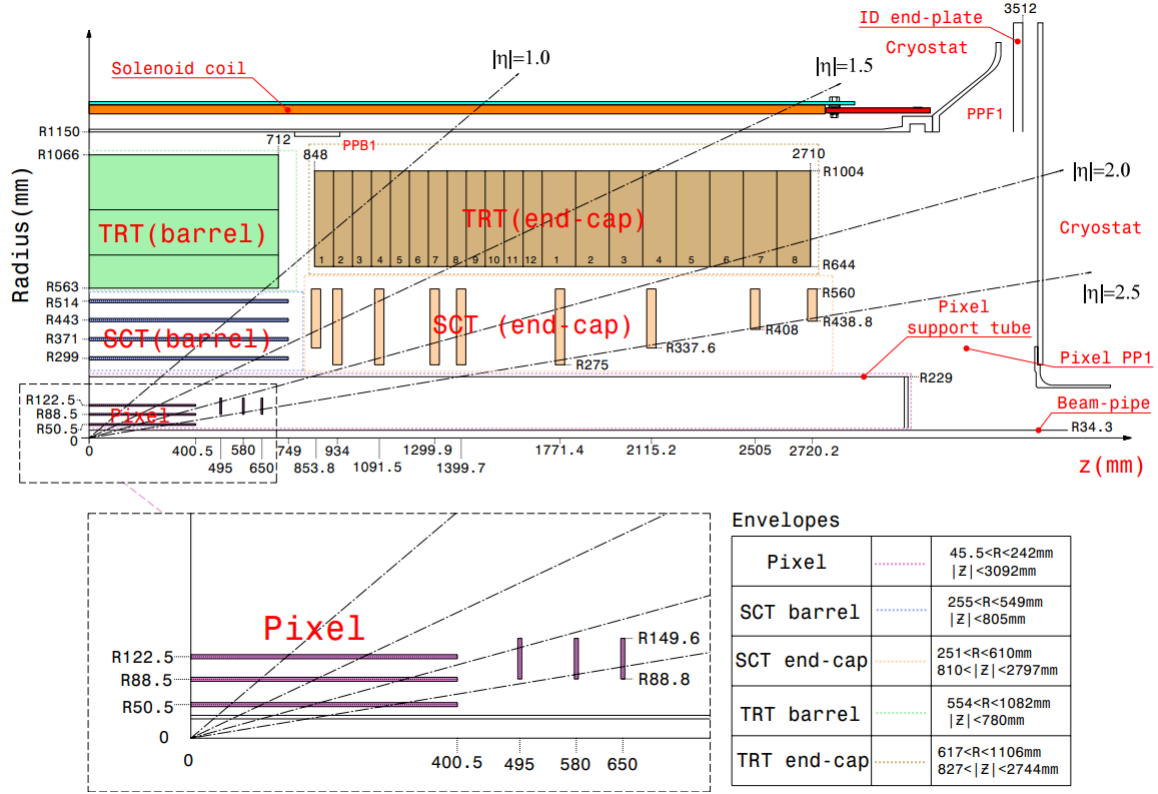 3512
ID end-plate
Cryostat
|η|=1.0
|η|=1.5
Solenoid coil
PPF1
R1150
712
PPB1
848
2710
R1066
R1004
|η|=2.0
Radius(mm)
TRT(barrel)
TRT(end-cap)
Cryostat
1 2 3 4 5 6 7 8 9 10 11 12 1 2 3 4 5 6 7 8
R644
R563
R560
|η|=2.5
R514
R443
SCT(barrel)
SCT (end-cap)
R438.8
R408
Pixel
support tube
R371
R337.6
R299
R275
Pixel PP1
R229
R122.5
R88.5
Pixel
R50.5
Beam-pipe
R34.3
0
0 400.5 749 934 1299.9 1771.4 2115.2 2505 2720.2
495 580 650 853.8 1091.5 1399.7
z(mm)
Pixel
R149.6
R122.5
R88.5
R88.8
R50.5
0
0
400.5 495 580 650
Envelopes
Pixel
45.5<R<242mm
|Z|<3092mm
SCT barrel
255<R<549mm
|Z|<805mm
SCT end-cap
251<R<610mm
810<|Z|<2797mm
TRT barrel
554<R<1082mm
|Z|<780mm
TRT end-cap
617<R<1106mm
827<|Z|<2744mm